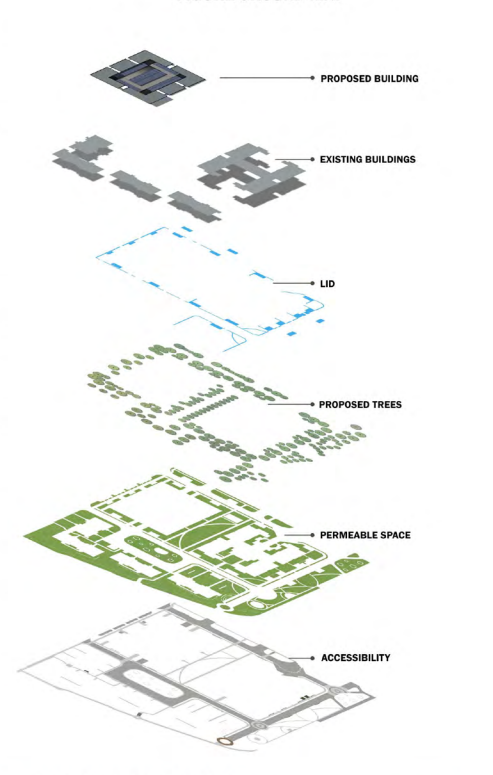 PROPOSED BUILDING
EXISTING BUILDINGS
LID
PROPOSED TREES
PERMEABLE SPACE
ACCESSIBILITY